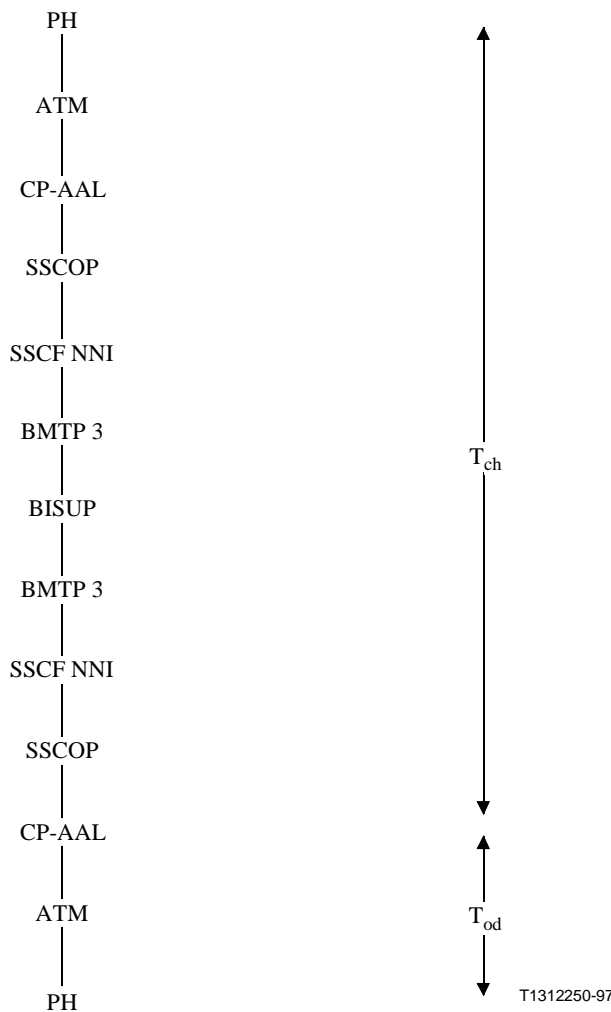 PH
ATM
CP-AAL
SSCOP
SSCF NNI
BMTP 3
T_ch
BISUP
BMTP 3
SSCF NNI
SSCOP
CP-AAL
ATM
T_od
PH
T1312250-97